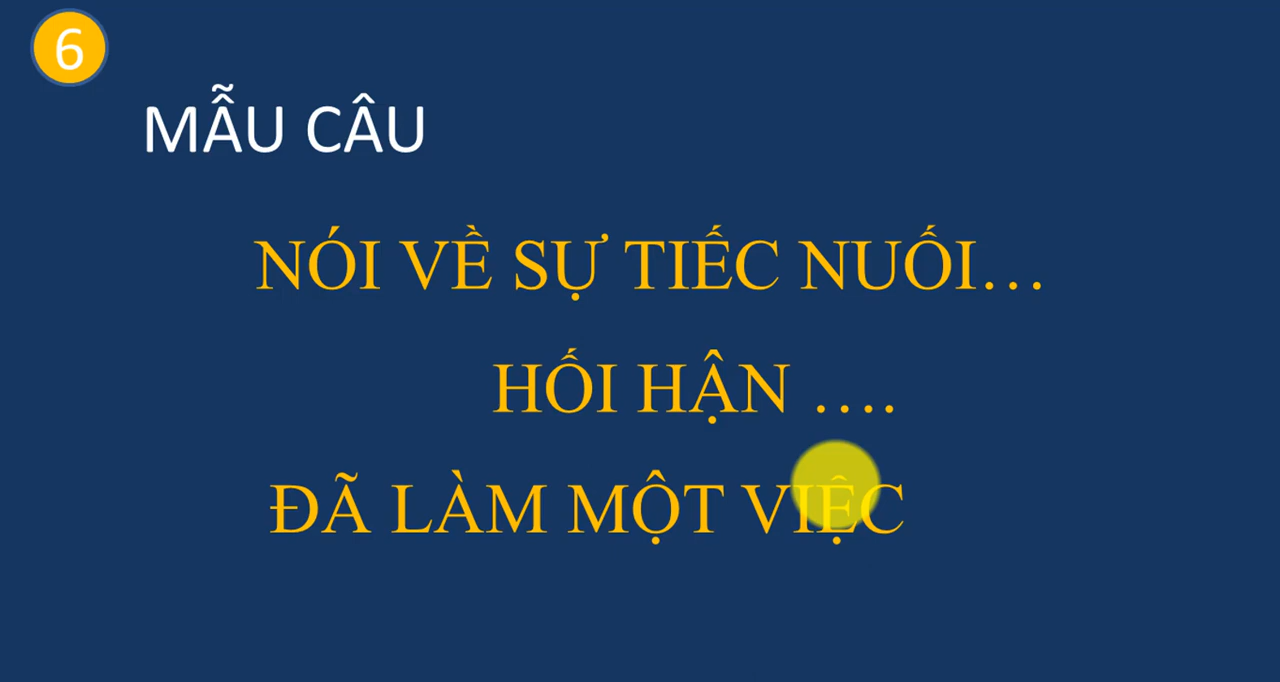 6
MẪU CÂU
NÓI VỀ SỰ TIẾC NUỐI...
HỐI HẬN ....
ĐÃ LÀM MỘT VIỆC